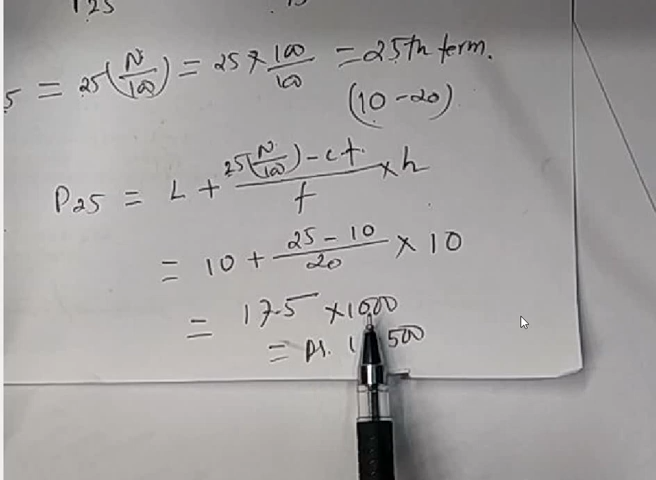 P25
5 = 25(N/100) = 25 × 100/100 = 25th term.
(10-20)
P25 = L + (25(N/100) - cf.)/f × h
= 10 + (25 - 10)/20 × 10
= 17.5 × 1000
= 500